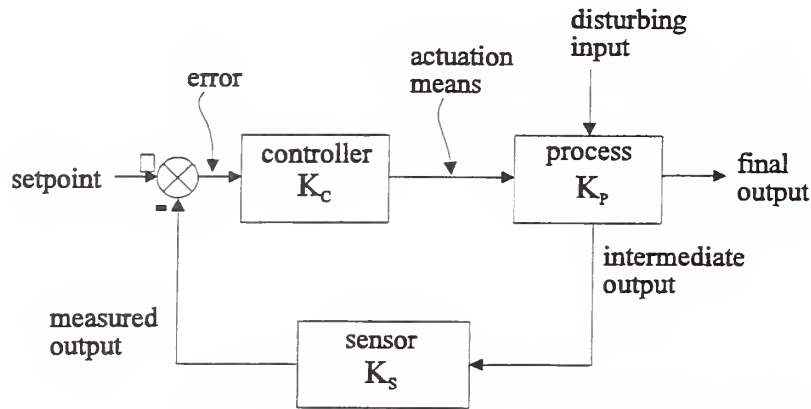 disturbing
input
actuation
means
error
controller
K_C
process
K_P
setpoint
-
final
output
intermediate
output
measured
output
sensor
K_S